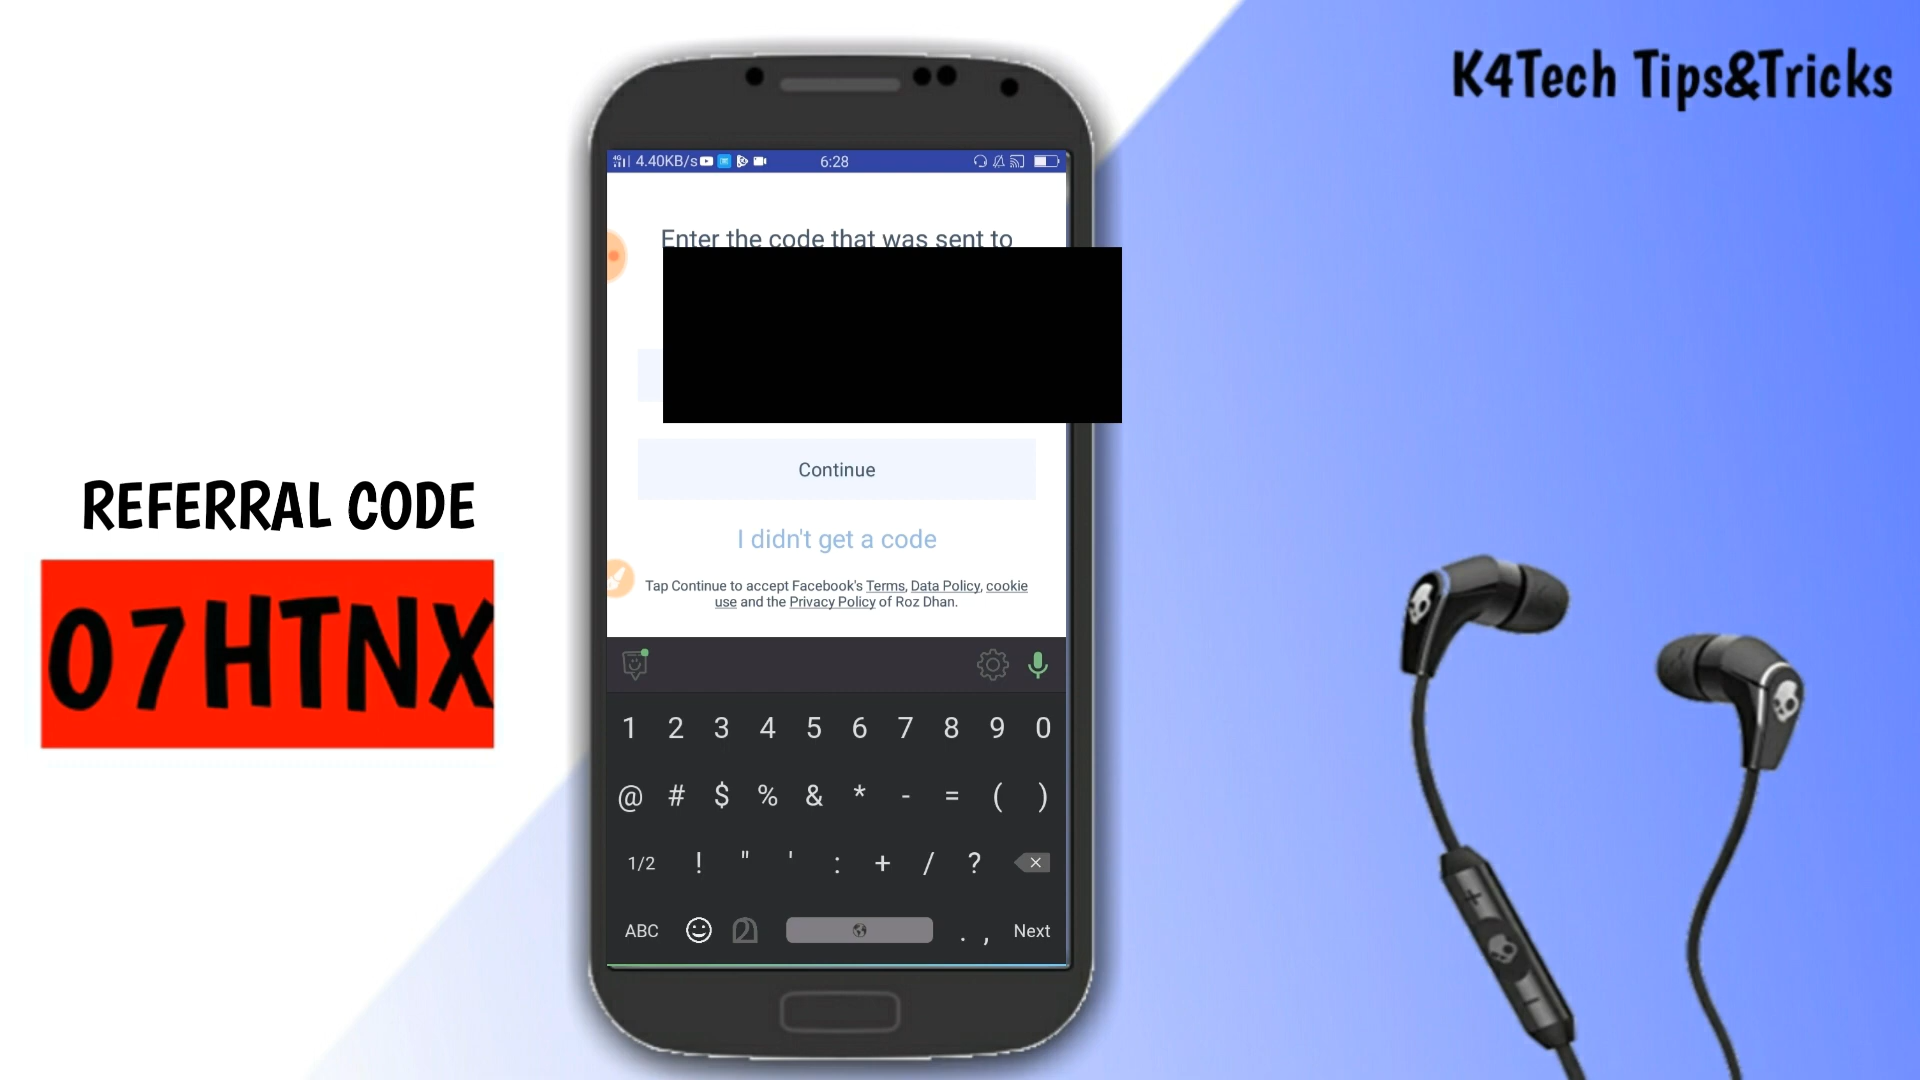 K4Tech Tips&Tricks
4G 4.40KB/s 6:28
Enter the code that was sent to
Continue
I didn't get a code
Tap Continue to accept Facebook's Terms, Data Policy, cookie
use and the Privacy Policy of Roz Dhan.
REFERRAL CODE
07HTNX
1 2 3 4 5 6 7 8 9 0
@ # $ % & * - = ( )
1/2 ! " ' : + / ?
ABC . , Next